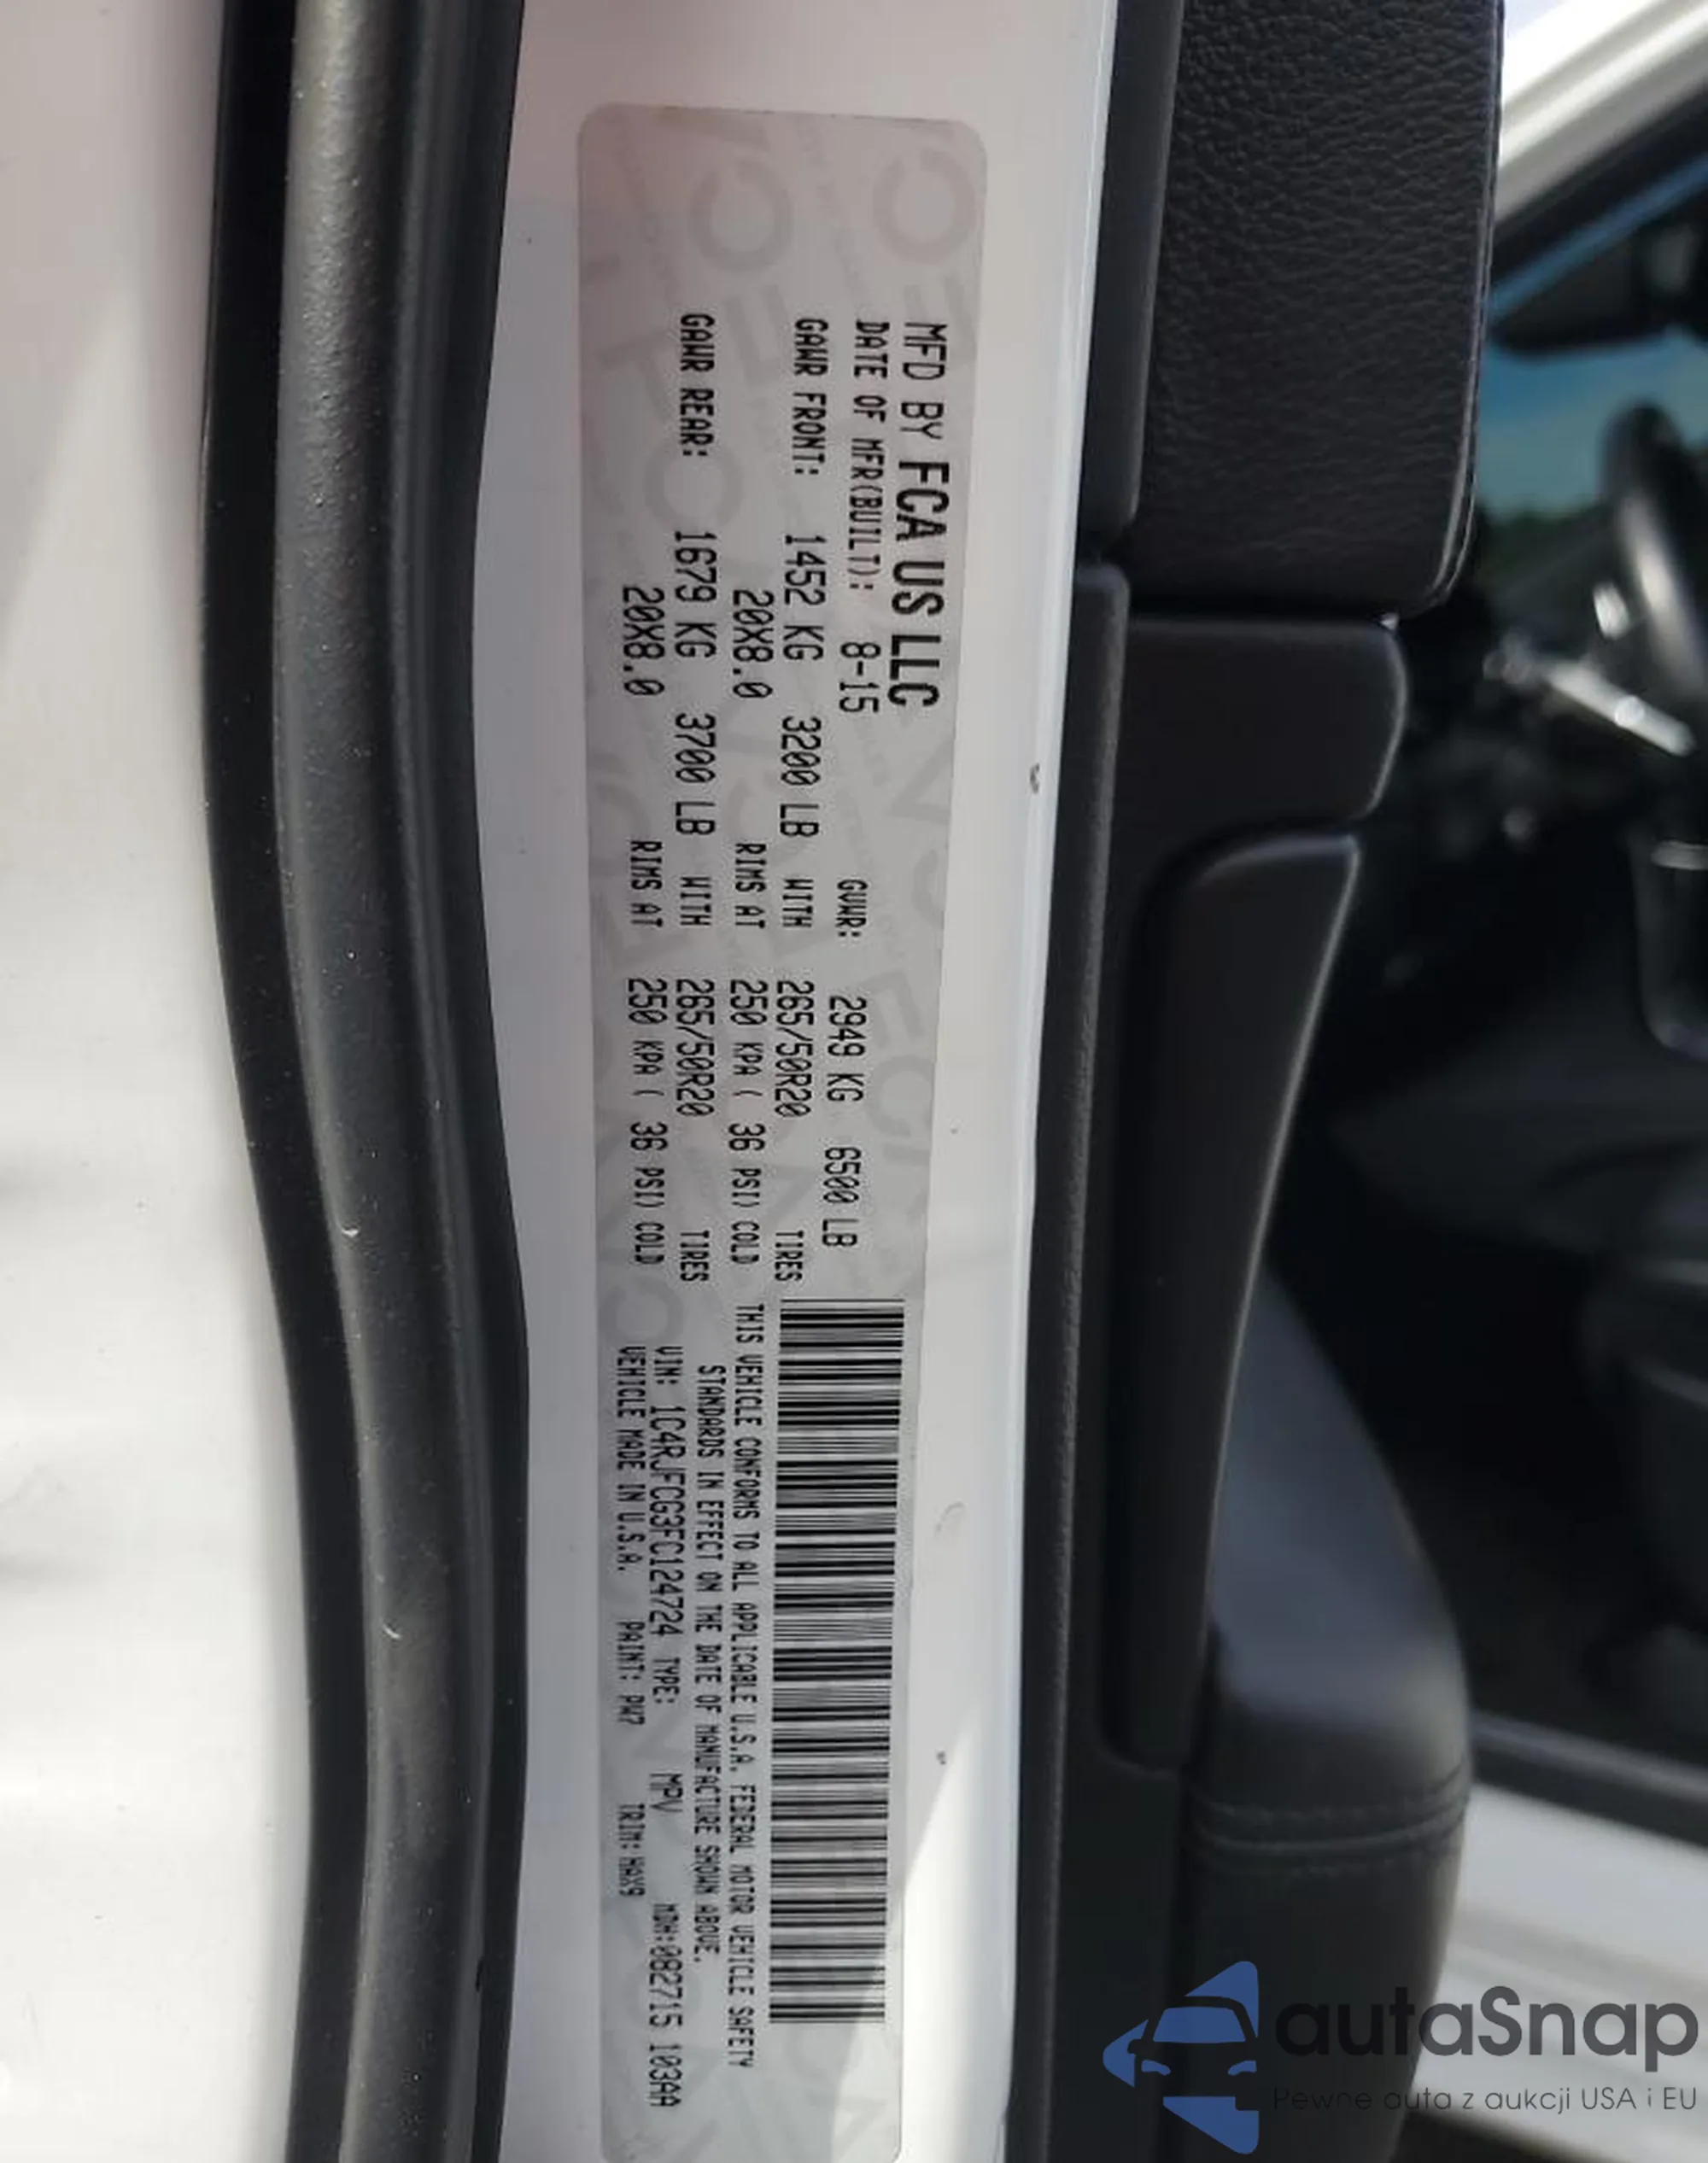 MFD BY FCA US LLC
DATE OF MFR(BUILT): 8-15 GVWR: 2949 KG 6500 LB
GAWR FRONT: 1452 KG 3200 LB WITH 265/50R20 TIRES
20X8.0 RIMS AT 250 KPA ( 36 PSI) COLD
GAWR REAR: 1679 KG 3700 LB WITH 265/50R20 TIRES
20X8.0 RIMS AT 250 KPA ( 36 PSI) COLD
THIS VEHICLE CONFORMS TO ALL APPLICABLE U.S.A. FEDERAL MOTOR VEHICLE SAFETY
STANDARDS IN EFFECT ON THE DATE OF MANUFACTURE SHOWN ABOVE.
VIN: 1C4RJFCG3FC124724 TYPE: MPV MDH:082715 103AA
VEHICLE MADE IN U.S.A. PAINT: PW7 TRIM:
autaSnap
Pewne auta z aukcji USA i EU